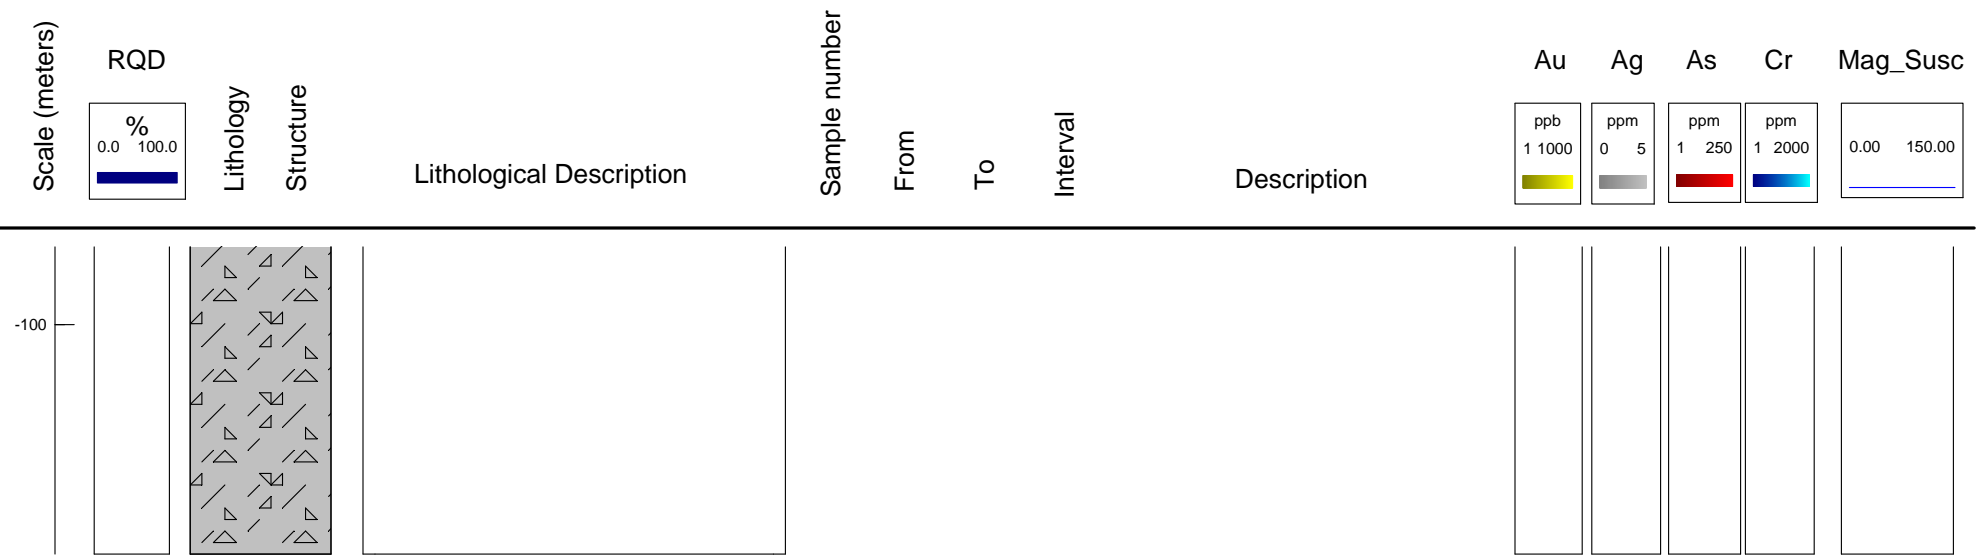 Scale (meters)
RQD
%
0.0 100.0
Lithology
Structure
Lithological Description
Sample number
From
To
Interval
Description
Au
ppb
1 1000
Ag
ppm
0 5
As
ppm
1 250
Cr
ppm
1 2000
Mag_Susc
0.00 150.00
-100